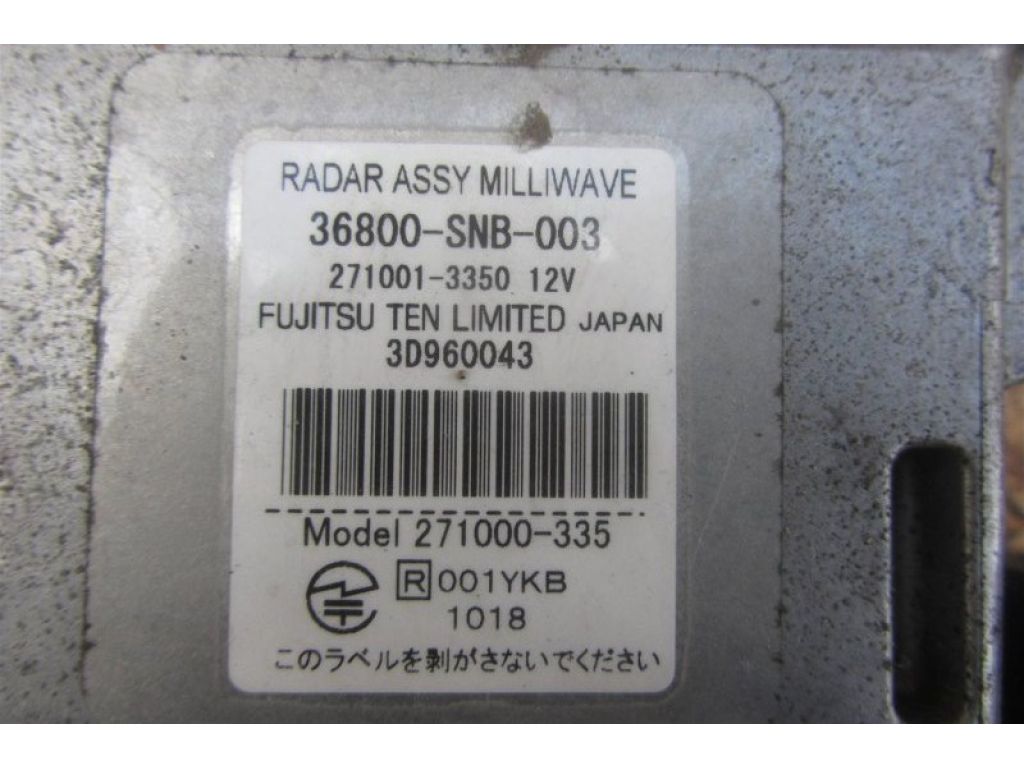 RADAR ASSY MILLIWAVE
36800-SNB-003
271001-3350 12V
FUJITSU TEN LIMITED JAPAN
3D960043
Model 271000-335
R 001YKB
1018
このラベルを剥がさないでください